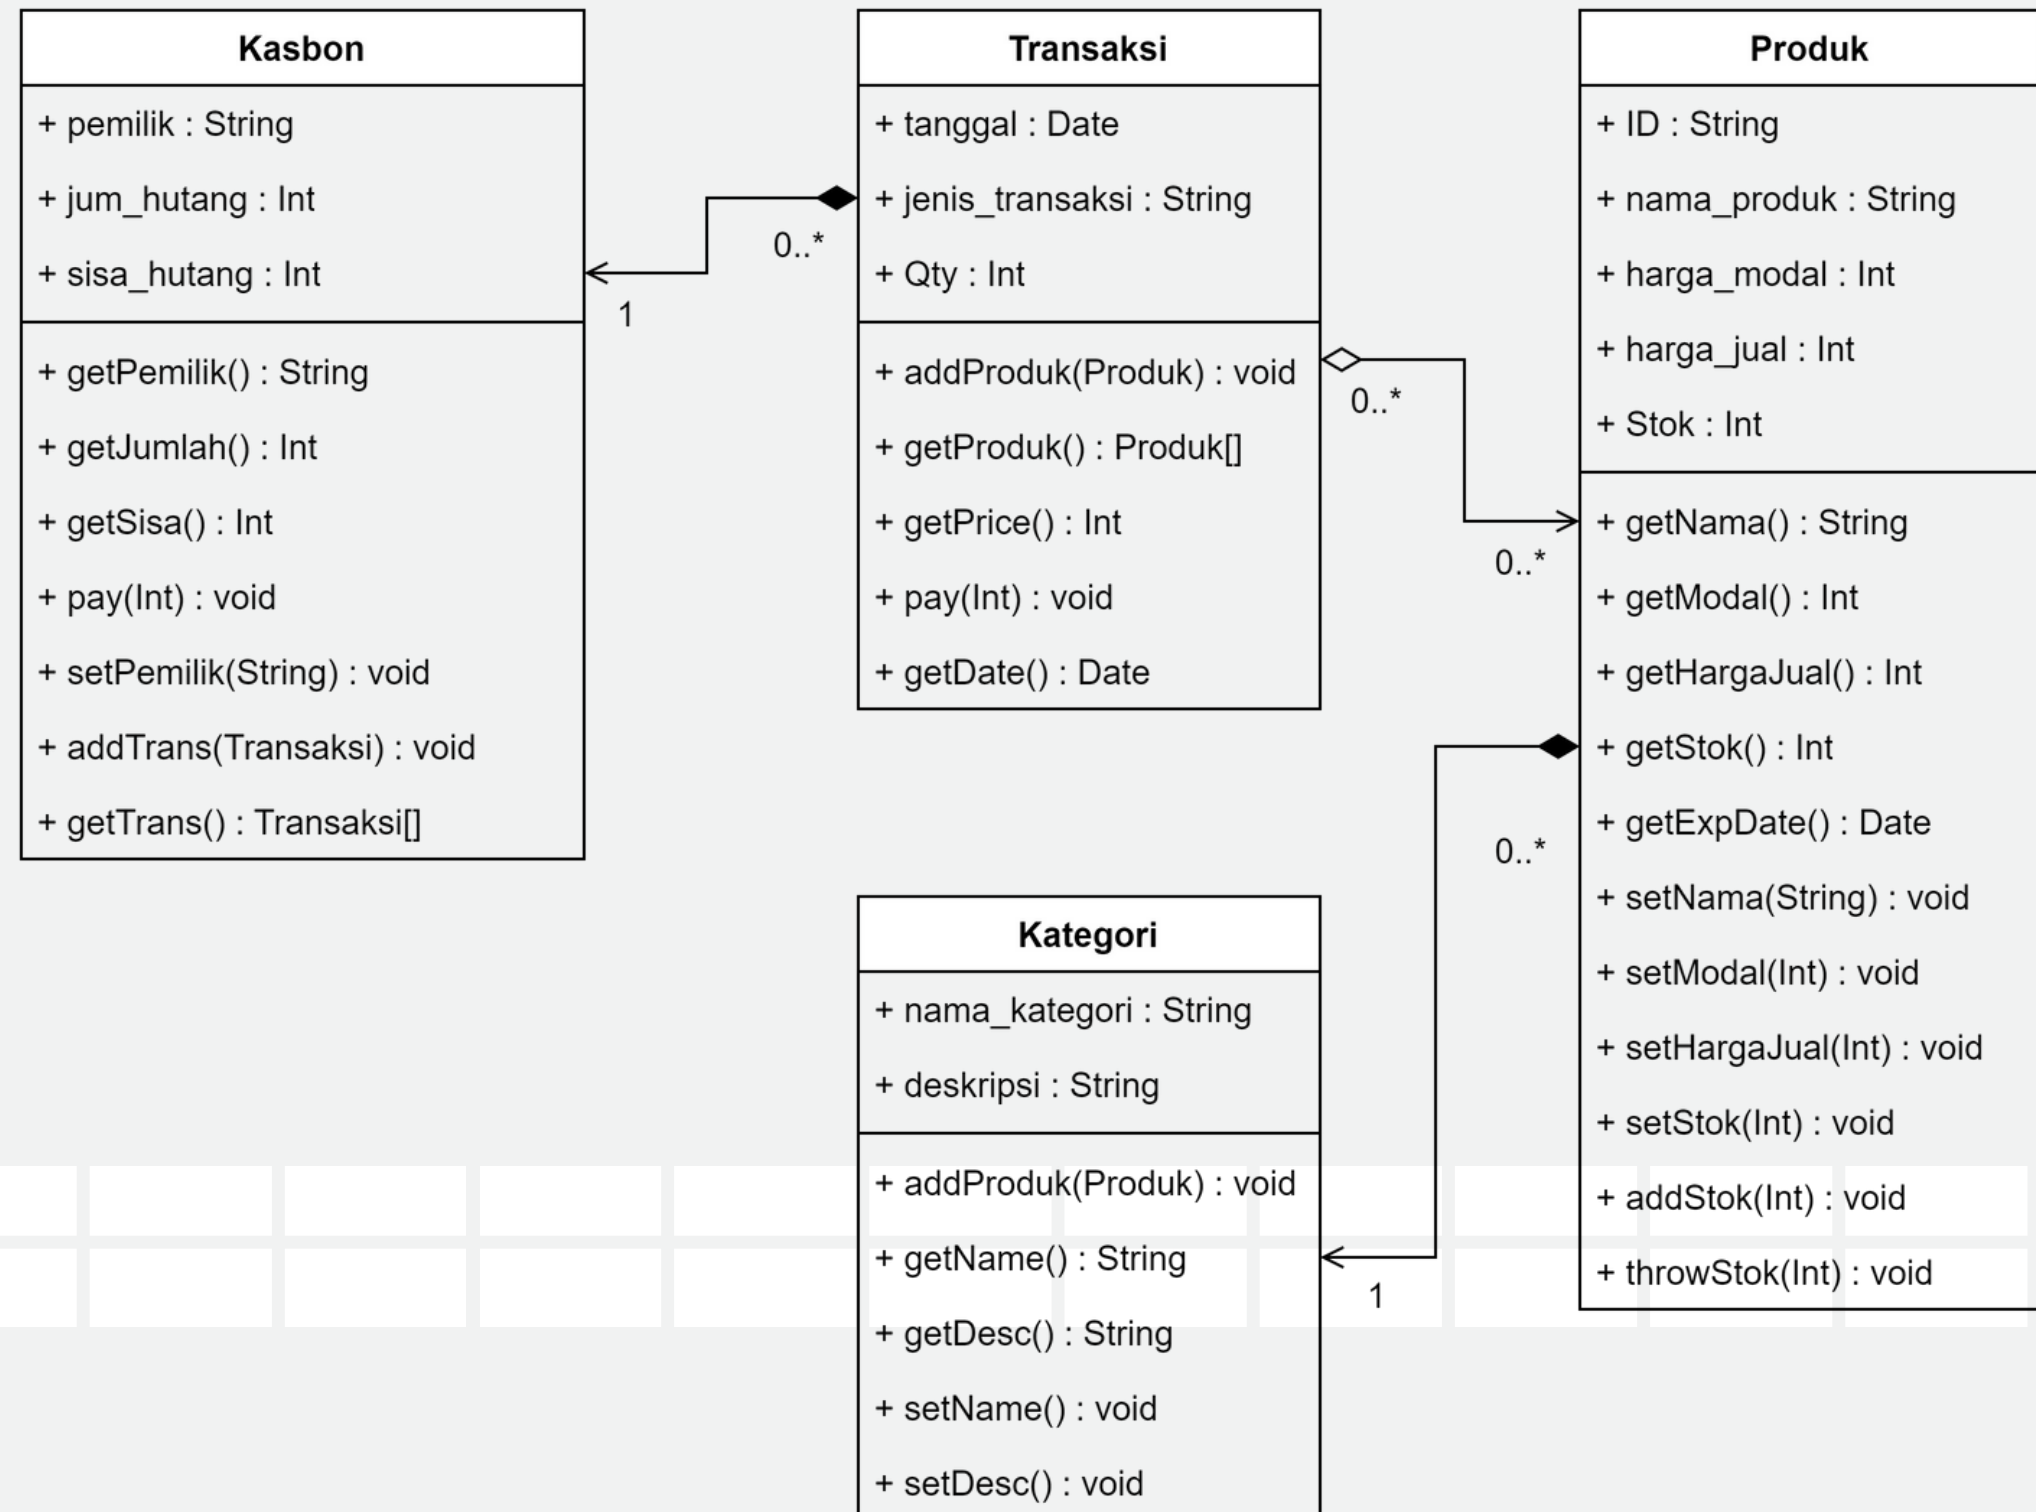 Kasbon
+ pemilik : String
+ jum_hutang : Int
+ sisa_hutang : Int
+ getPemilik() : String
+ getJumlah() : Int
+ getSisa() : Int
+ pay(Int) : void
+ setPemilik(String) : void
+ addTrans(Transaksi) : void
+ getTrans() : Transaksi[]
0..*
1
Transaksi
+ tanggal : Date
+ jenis_transaksi : String
+ Qty : Int
+ addProduk(Produk) : void
+ getProduk() : Produk[]
+ getPrice() : Int
+ pay(Int) : void
+ getDate() : Date
0..*
0..*
Produk
+ ID : String
+ nama_produk : String
+ harga_modal : Int
+ harga_jual : Int
+ Stok : Int
+ getNama() : String
+ getModal() : Int
+ getHargaJual() : Int
+ getStok() : Int
+ getExpDate() : Date
+ setNama(String) : void
+ setModal(Int) : void
+ setHargaJual(Int) : void
+ setStok(Int) : void
+ addStok(Int) : void
+ throwStok(Int) : void
0..*
1
Kategori
+ nama_kategori : String
+ deskripsi : String
+ addProduk(Produk) : void
+ getName() : String
+ getDesc() : String
+ setName() : void
+ setDesc() : void